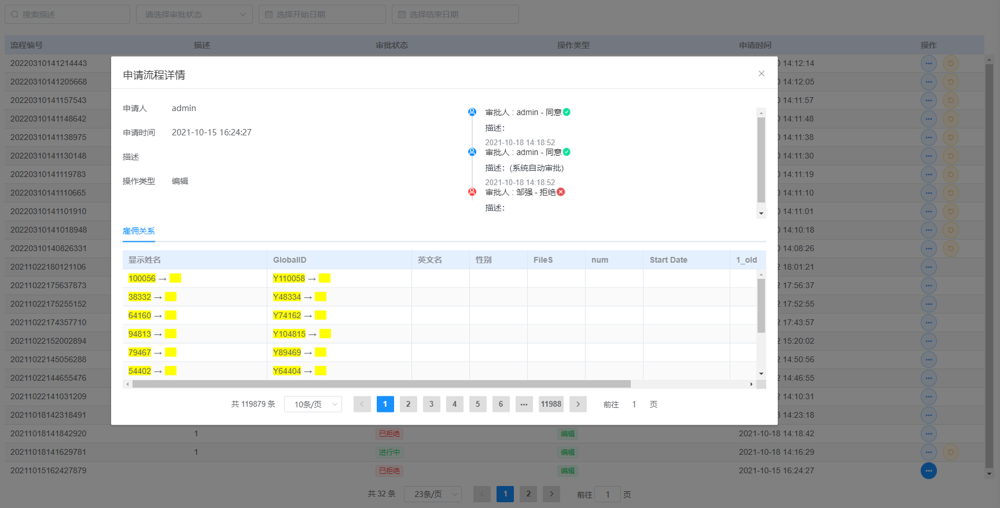 搜索描述 请选择审批状态 选择开始日期 选择结束日期
流程编号 描述 审批状态 操作类型 申请时间 操作
20220310141214443 0 14:12:14
20220310141205668 0 14:12:05
20220310141157543 0 14:11:57
20220310141148642 0 14:11:48
20220310141138975 0 14:11:38
20220310141130148 0 14:11:30
20220310141119783 0 14:11:19
20220310141110665 0 14:11:10
20220310141101910 0 14:11:01
20220310141018948 0 14:10:18
20220310140826331 0 14:08:26
20211022180121106 2 18:01:21
20211022175637873 2 17:56:37
20211022175255152 2 17:52:55
20211022174357710 2 17:43:57
20211022152002894 2 15:20:02
20211022145056288 2 14:50:56
20211022144655476 2 14:46:55
20211022141031209 2 14:10:31
20211018142318491 8 14:23:18
20211018141842920 1 已拒绝 编辑 2021-10-18 14:18:42
20211018141629781 1 进行中 编辑 2021-10-18 14:16:29
20211015162427879 已拒绝 编辑 2021-10-15 16:24:27
共 32 条 23条/页 1 2 前往 1 页
申请流程详情
申请人 admin
申请时间 2021-10-15 16:24:27
描述
操作类型 编辑
审批人 : admin - 同意
描述：
2021-10-18 14:18:52
审批人 : admin - 同意
描述：(系统自动审批)
2021-10-18 14:18:52
审批人 : 邹强 - 拒绝
描述：
雇佣关系
显示姓名 GlobalID 英文名 性别 FileS num Start Date 1_old
100056 → Y110058 →
38332 → Y48334 →
64160 → Y74162 →
94813 → Y104815 →
79467 → Y89469 →
54402 → Y64404 →
共 119879 条 10条/页 1 2 3 4 5 6 ••• 11988 前往 1 页